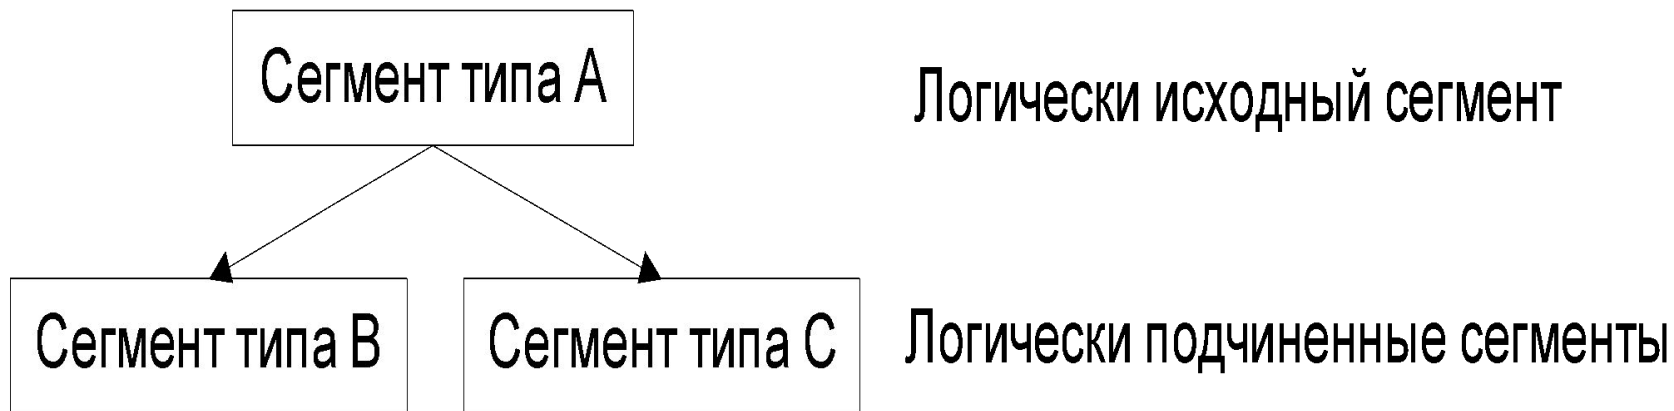 Сегмент типа А
Логически исходный сегмент
Сегмент типа В
Сегмент типа С
Логически подчиненные сегменты